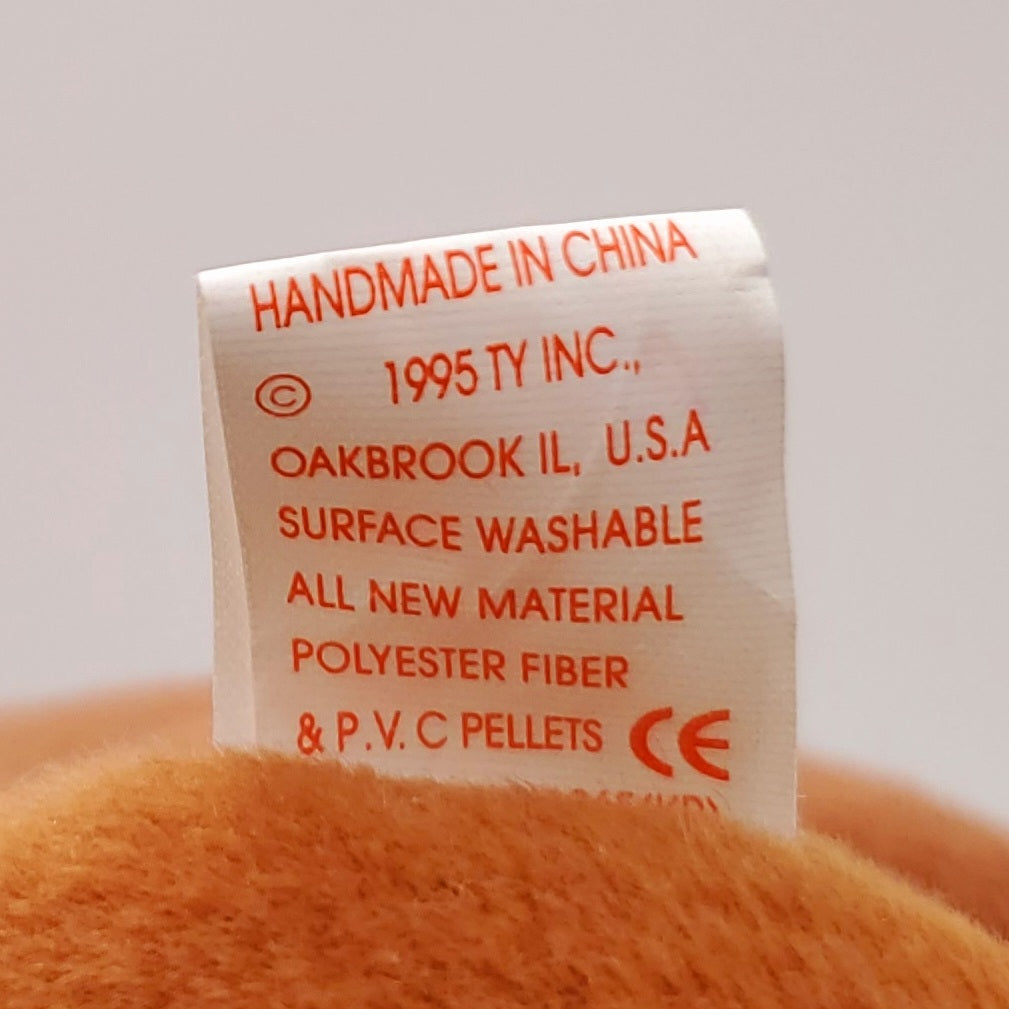 HANDMADE IN CHINA
© 1995 TY INC.,
OAKBROOK IL, U.S.A
SURFACE WASHABLE
ALL NEW MATERIAL
POLYESTER FIBER
& P.V. C PELLETS CE